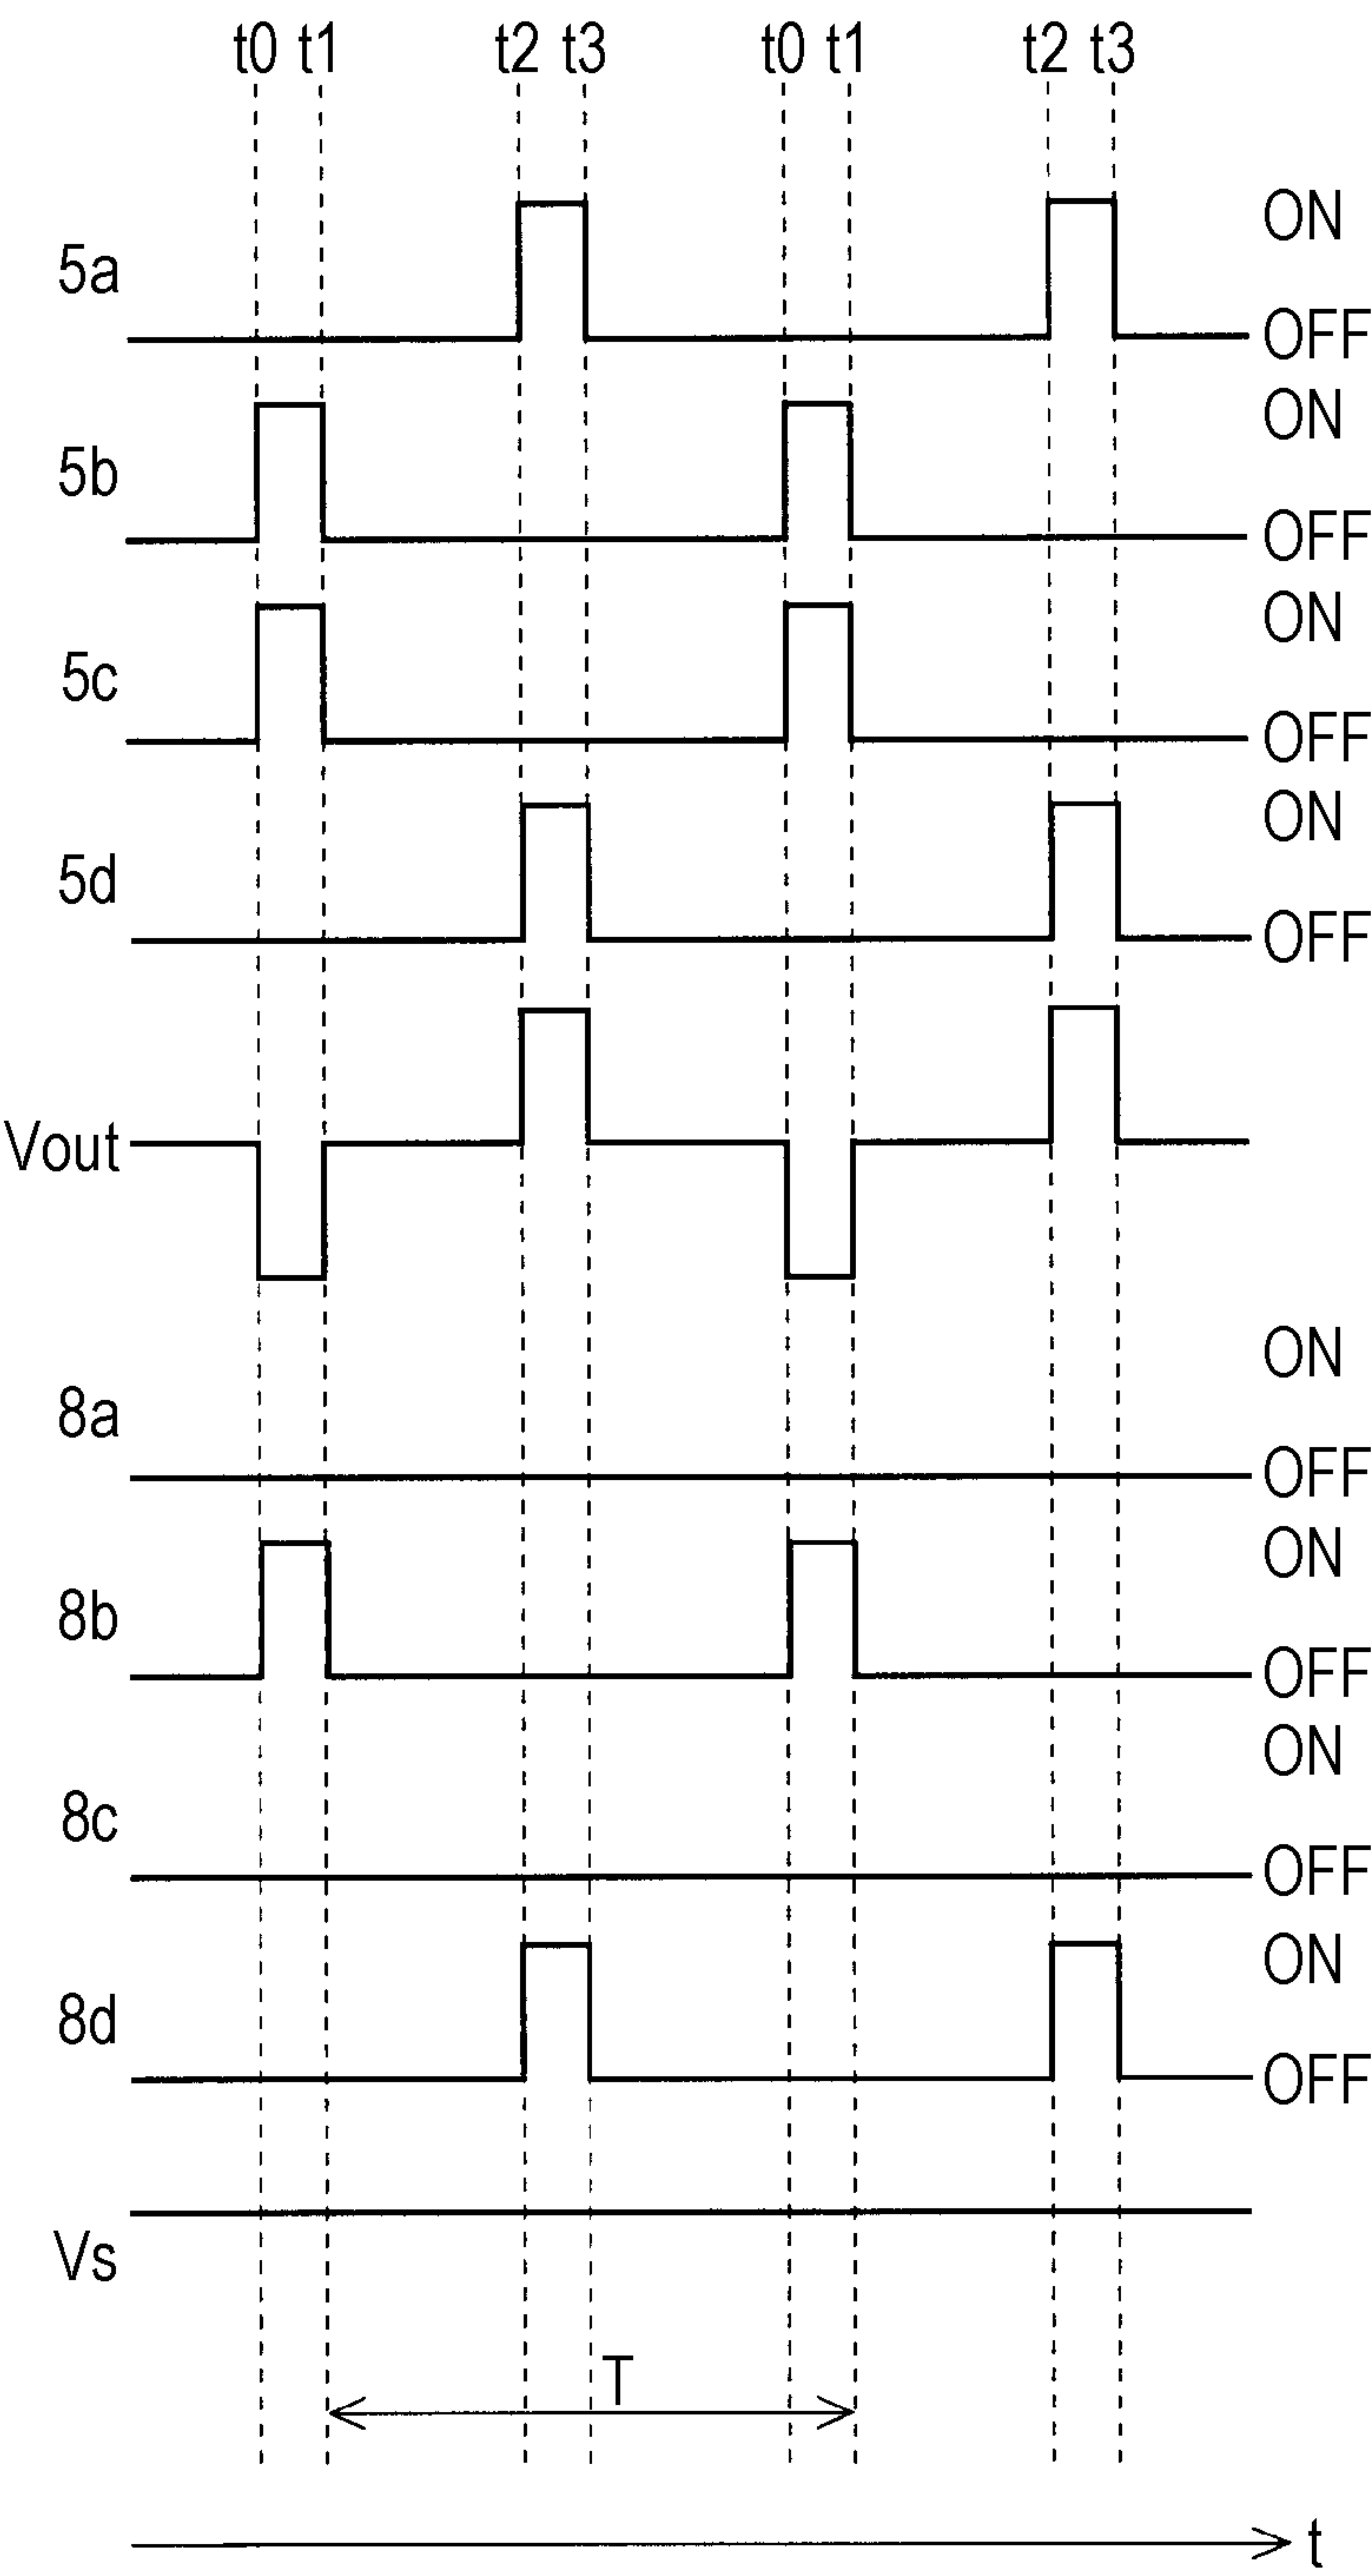 t0 t1 t2 t3 t0 t1 t2 t3
ON
5a
OFF
ON
5b
OFF
ON
5c
OFF
ON
5d
OFF
Vout
ON
8a
OFF
ON
8b
OFF
ON
8c
OFF
ON
8d
OFF
Vs
T
t